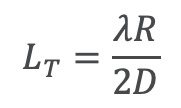 L_T = λR / 2D